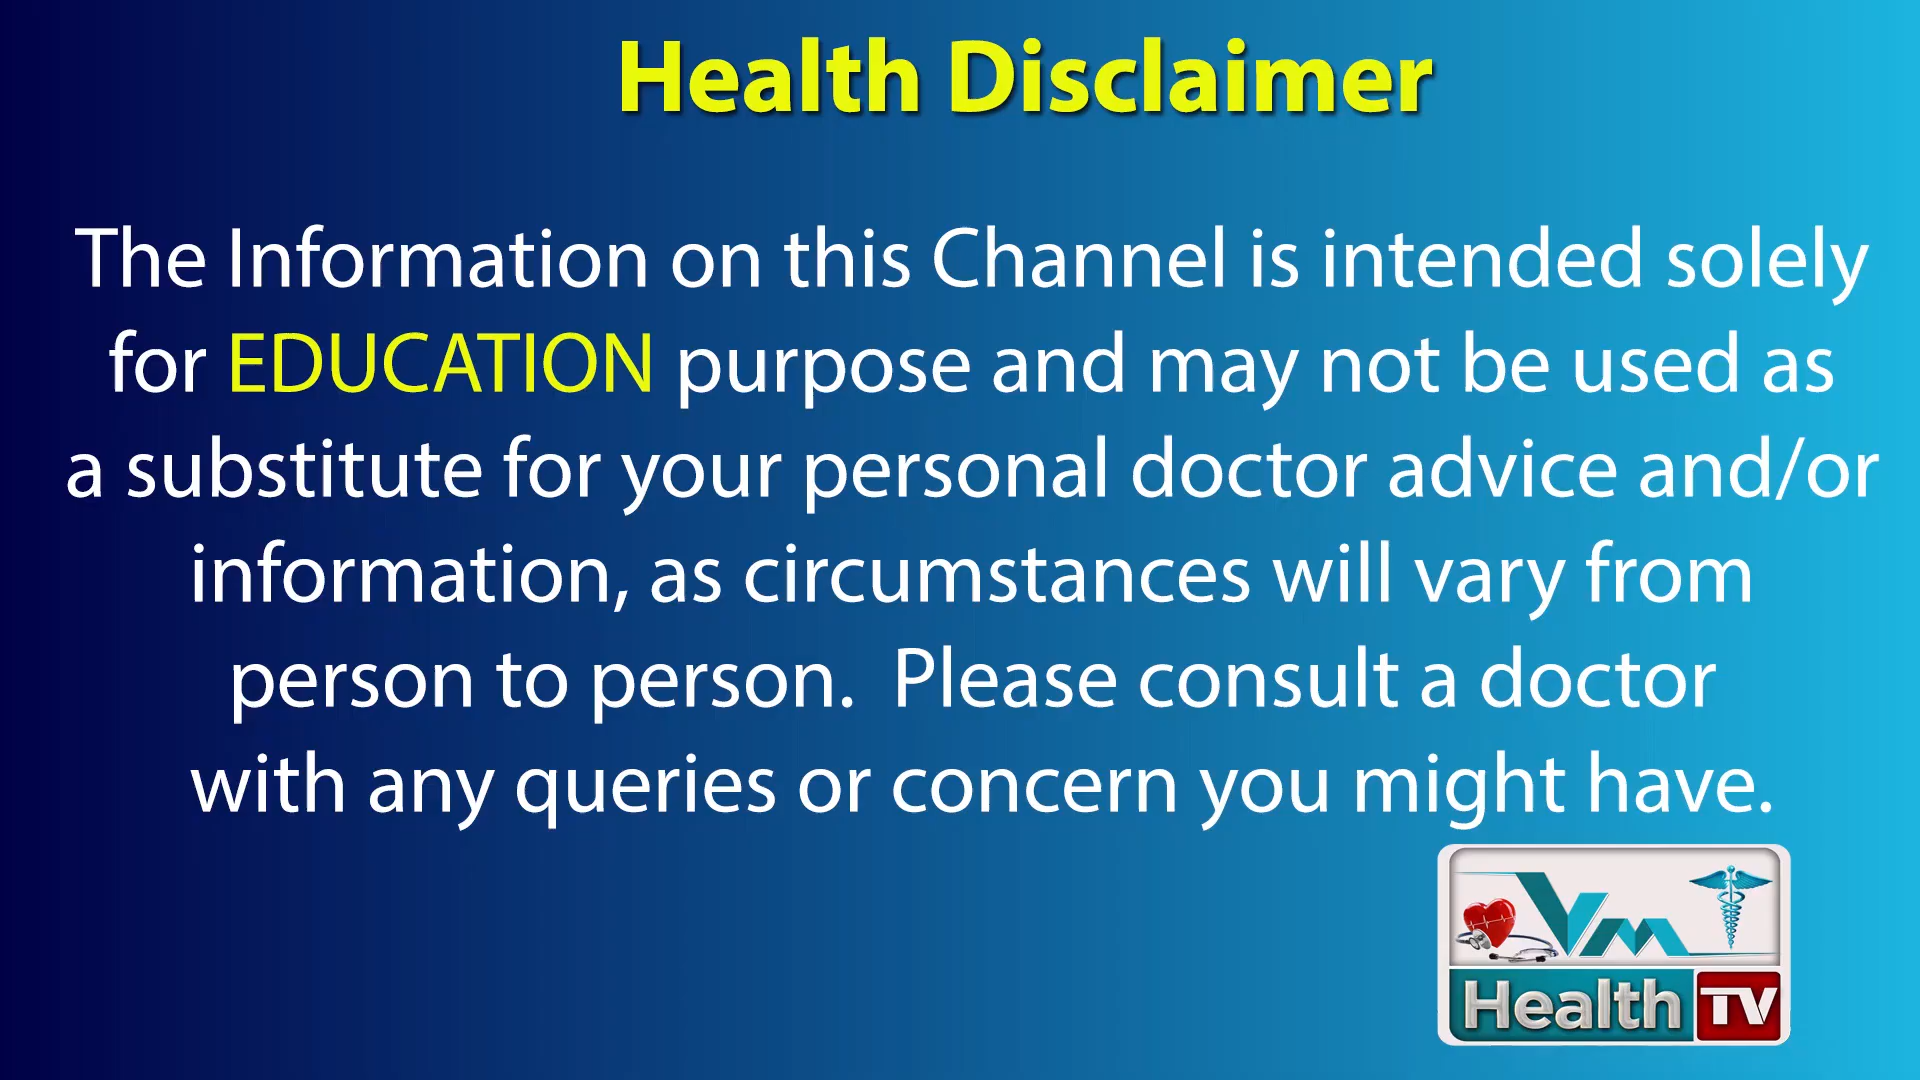 Health Disclaimer
The Information on this Channel is intended solely
for EDUCATION purpose and may not be used as
a substitute for your personal doctor advice and/or
information, as circumstances will vary from
person to person.  Please consult a doctor
with any queries or concern you might have.
Vm
Health TV